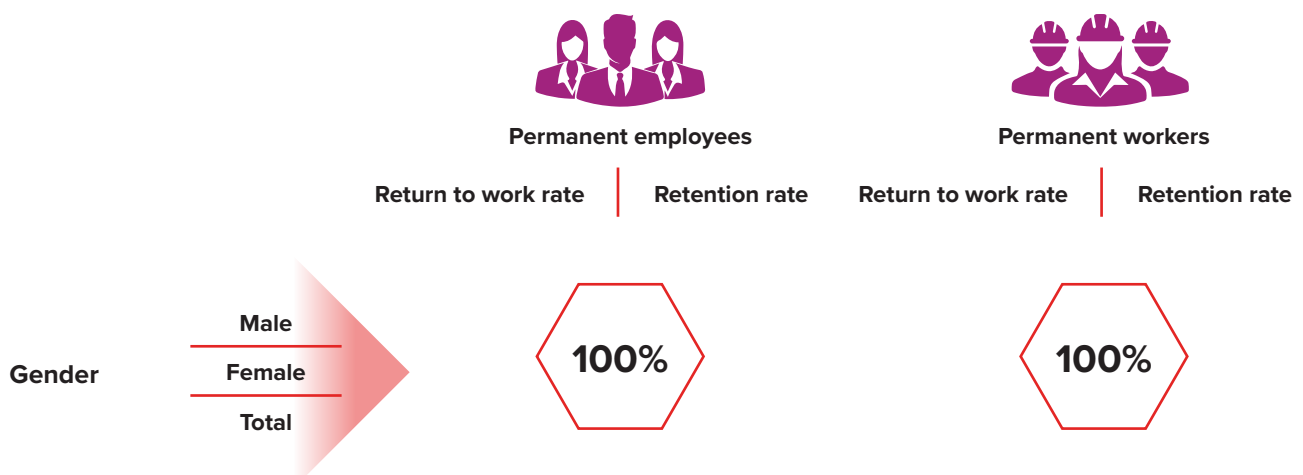 Permanent employees
Permanent workers
Return to work rate
Retention rate
Return to work rate
Retention rate
Gender
Male
Female
Total
100%
100%